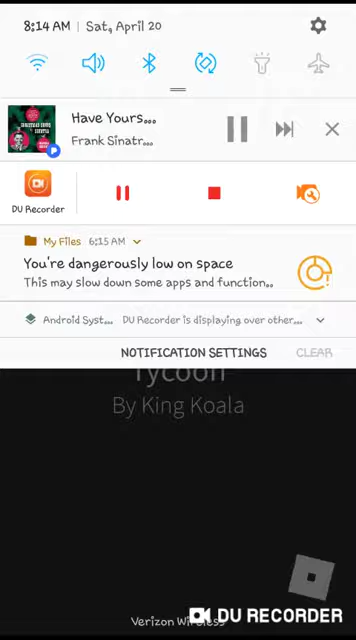 8:14 AM | Sat, April 20
Have Yours...
Frank Sinatr...
DU Recorder
My Files 6:15 AM
You're dangerously low on space
This may slow down some apps and function..
Android Syst... DU Recorder is displaying over other...
NOTIFICATION SETTINGS
CLEAR
Tycoon
By King Koala
Verizon Wireless
DU RECORDER